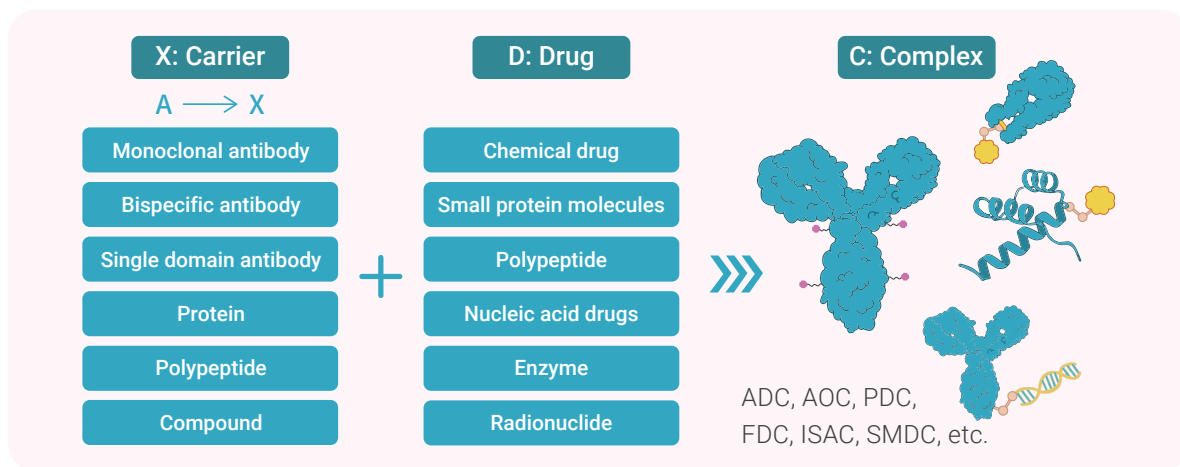 X: Carrier
A → X
Monoclonal antibody
Bispecific antibody
Single domain antibody
Protein
Polypeptide
Compound
+
D: Drug
Chemical drug
Small protein molecules
Polypeptide
Nucleic acid drugs
Enzyme
Radionuclide
C: Complex
ADC, AOC, PDC,
FDC, ISAC, SMDC, etc.